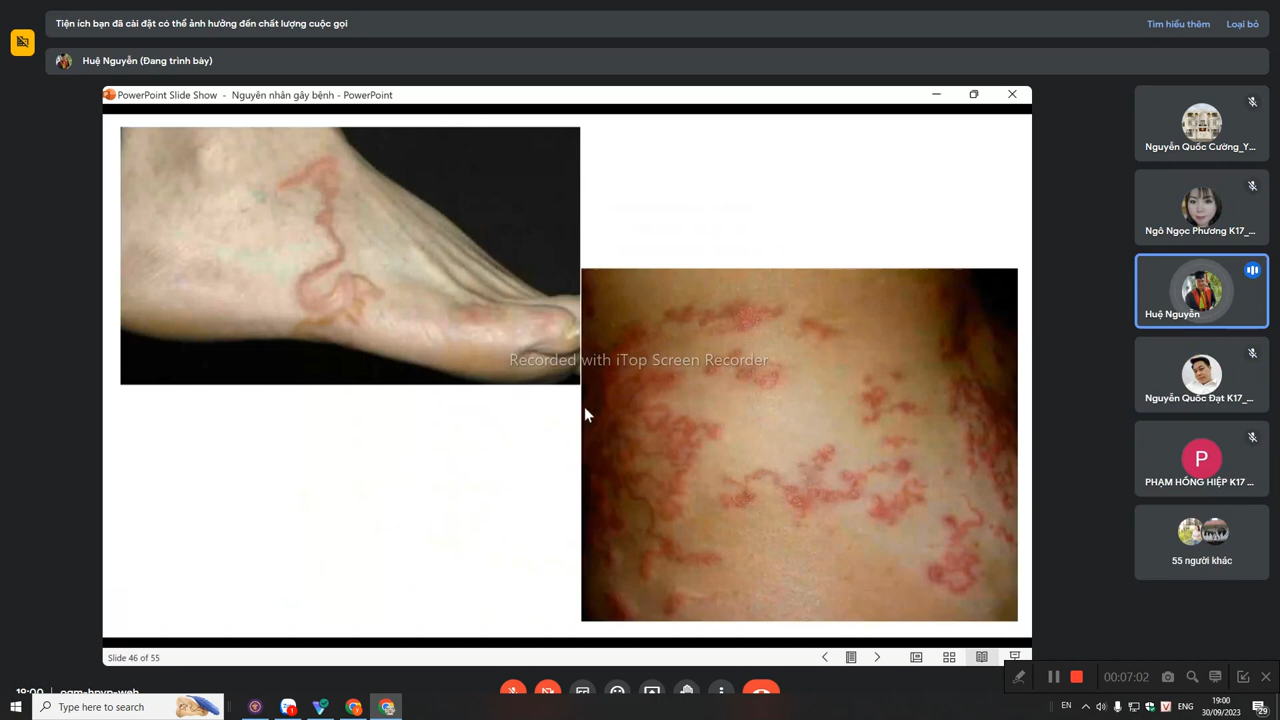 Tiện ích bạn đã cài đặt có thể ảnh hưởng đến chất lượng cuộc gọi
Tìm hiểu thêm
Loại bỏ
Huệ Nguyễn (Đang trình bày)
PowerPoint Slide Show - Nguyên nhân gây bệnh - PowerPoint
Nguyễn Quốc Cường_Y...
Ngô Ngọc Phương K17_...
Huệ Nguyễn
Nguyễn Quốc Đạt K17_...
P
PHẠM HỒNG HIỆP K17 ...
55 người khác
Recorded with iTop Screen Recorder
Slide 46 of 55
00:07:02
Type here to search
EN
ENG
19:00
30/09/2023
29